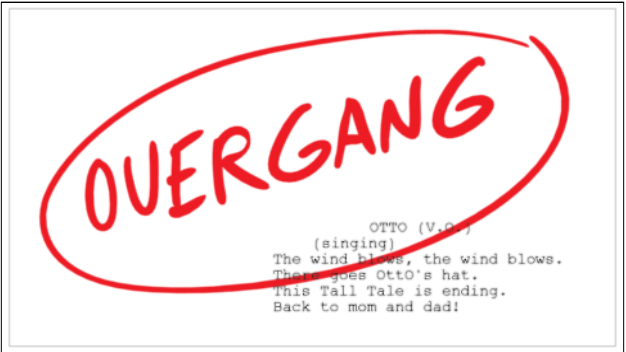 OVERGANG
OTTO (V.O.)
(singing)
The wind blows, the wind blows.
There goes OttO's hat.
This Tall Tale is ending.
Back to mom and dad!